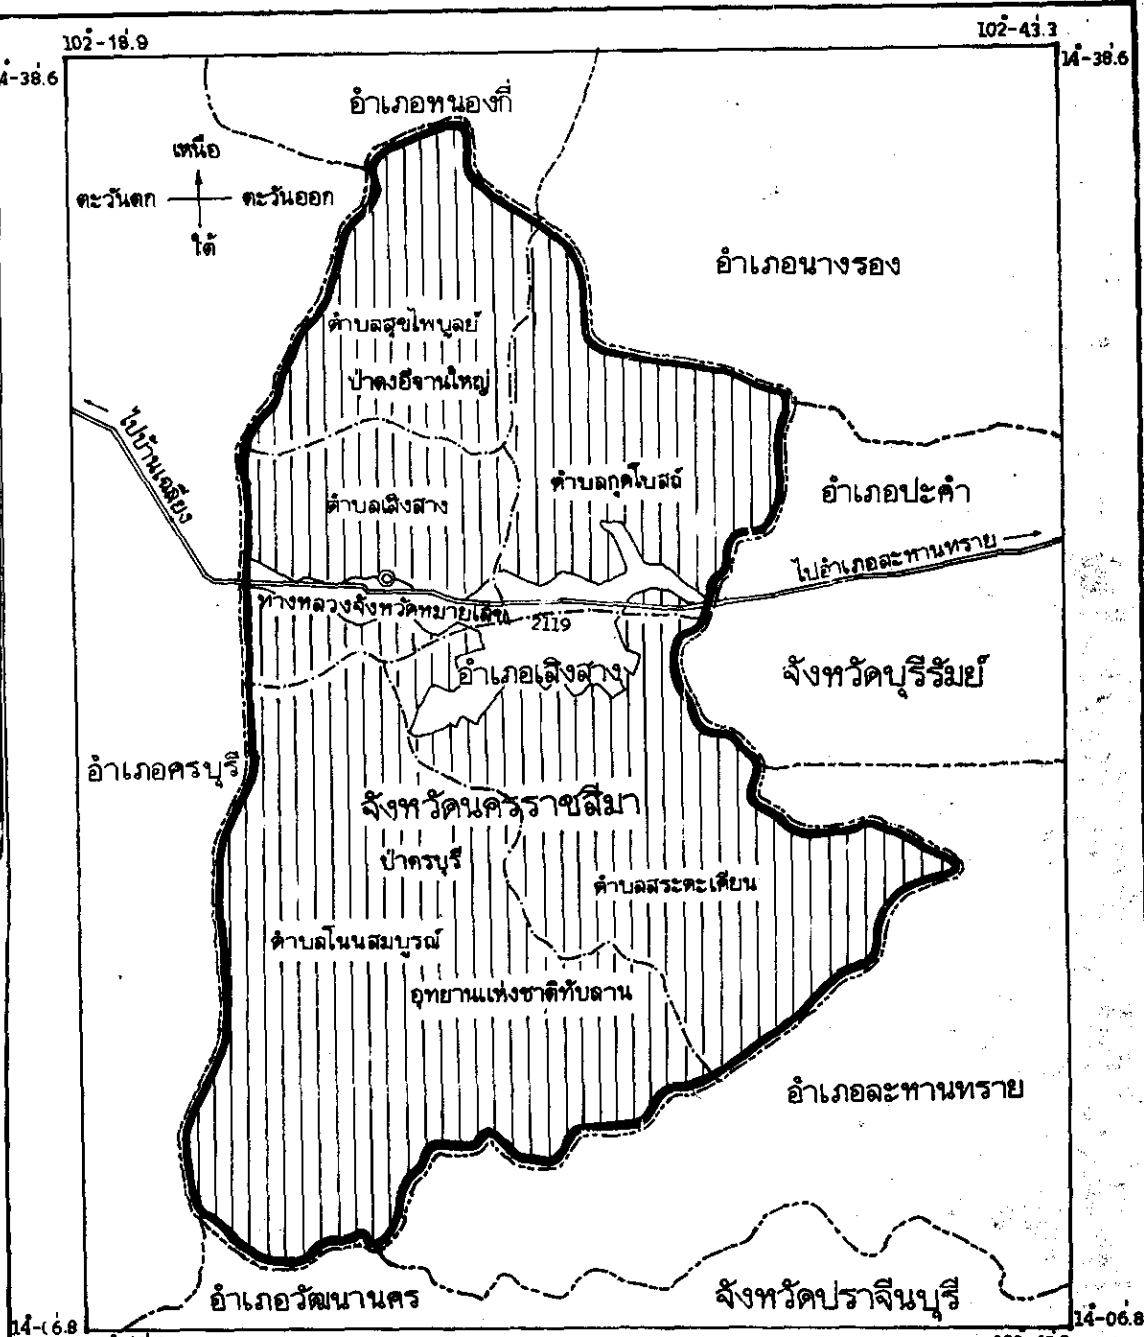 102°-18.9
102°-43.3
4°-38.6
14°-38.6
อำเภอหนองกี่
เหนือ
ตะวันตก
ตะวันออก
ใต้
อำเภอนางรอง
ตำบลสุขไพบูลย์
ป่าดงอีจานใหญ่
ไปบ้านเฉลียง
ตำบลกุดโบสถ์
ตำบลเสิงสาง
อำเภอปะคำ
ไปอำเภอละหานทราย
ทางหลวงจังหวัดหมายเลข 2119
อำเภอเสิงสาง
จังหวัดบุรีรัมย์
อำเภอครบุรี
จังหวัดนครราชสีมา
ป่าครบุรี
ตำบลสระตะเคียน
ตำบลโนนสมบูรณ์
อุทยานแห่งชาติทับลาน
อำเภอละหานทราย
อำเภอวัฒนานคร
จังหวัดปราจีนบุรี
14°-06.8